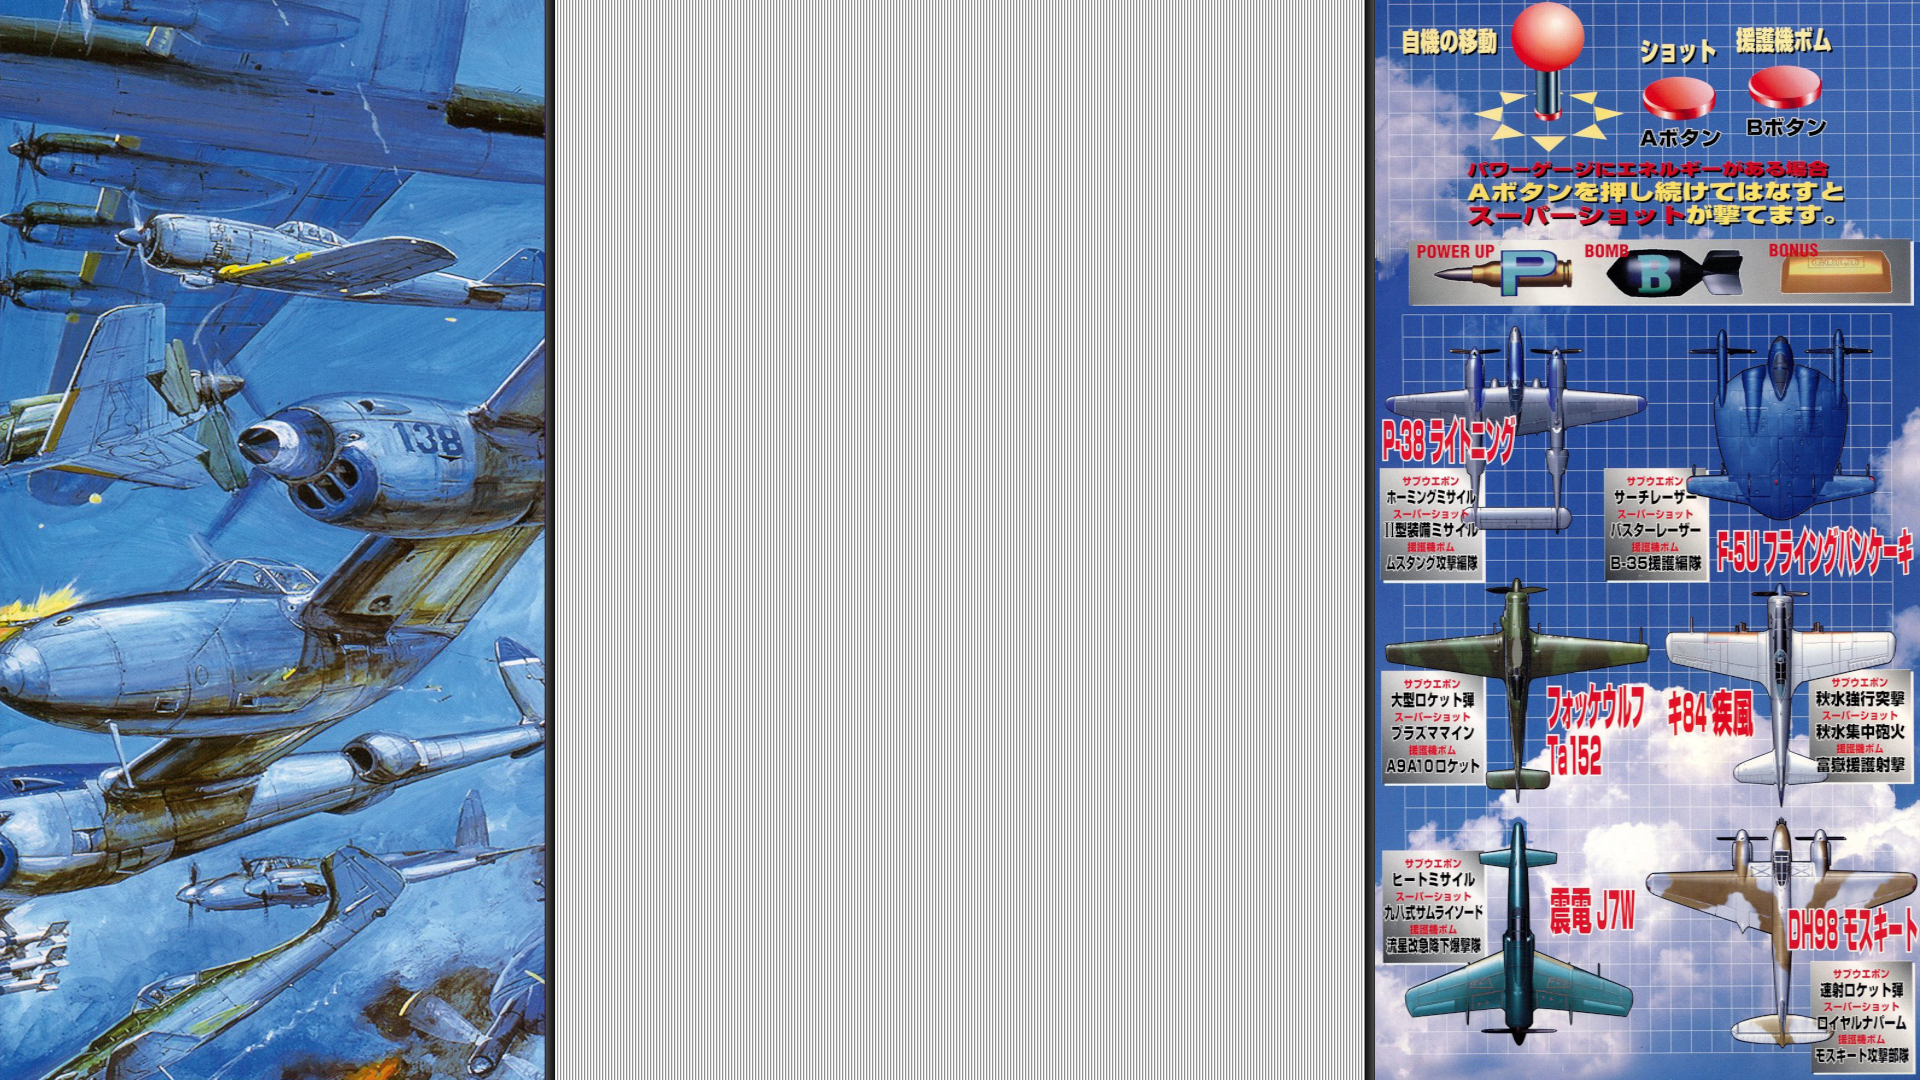 138
自機の移動
ショット
援護機ボム
Aボタン
Bボタン
パワーゲージにエネルギーがある場合
Aボタンを押し続けてはなすと
スーパーショットが撃てます。
POWER UP
P
BOMB
B
BONUS
P-38 ライトニング
サブウエポン
ホーミングミサイル
スーパーショット
II型装備ミサイル
援護機ボム
ムスタング攻撃編隊
サブウエポン
サーチレーザー
スーパーショット
バスターレーザー
援護機ボム
B-35援護編隊
F-5U フライングパンケーキ
サブウエポン
大型ロケット弾
スーパーショット
プラズママイン
援護機ボム
A9A10ロケット
フォッケウルフ
Ta152
キ84 疾風
サブウエポン
秋水強行突撃
スーパーショット
秋水集中砲火
援護機ボム
富嶽援護射撃
サブウエポン
ヒートミサイル
スーパーショット
九八式サムライソード
援護機ボム
流星改急降下爆撃隊
震電 J7W
DH98 モスキート
サブウエポン
速射ロケット弾
スーパーショット
ロイヤルナパーム
援護機ボム
モスキート攻撃部隊